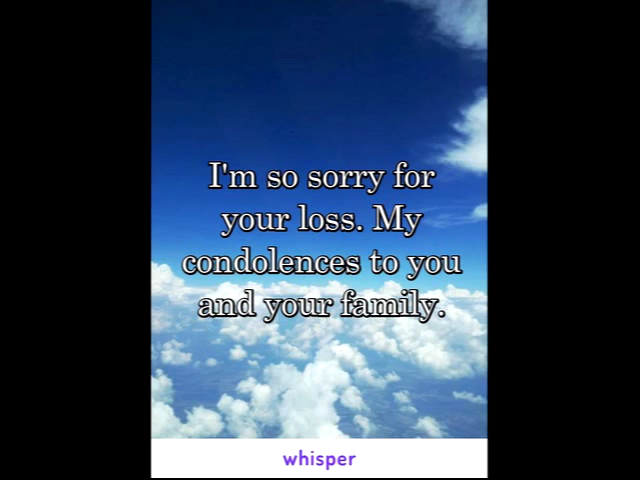 I'm so sorry for
your loss. My
condolences to you
and your family.
whisper